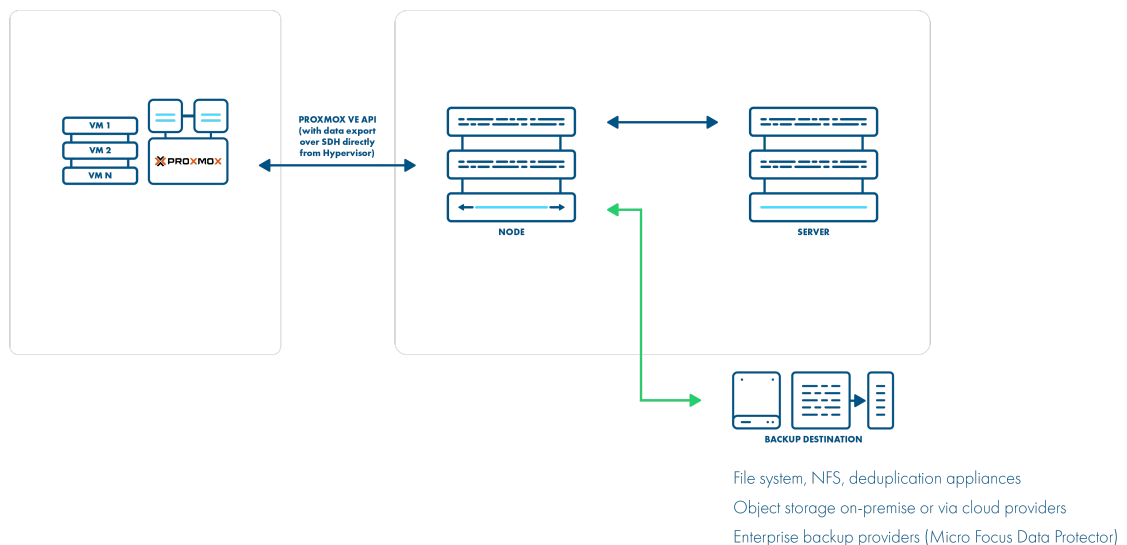 VM 1
VM 2
VM N
PROXMOX
PROXMOX VE API
(with data export
over SDH directly
from Hypervisor)
NODE
SERVER
BACKUP DESTINATION
File system, NFS, deduplication appliances
Object storage on-premise or via cloud providers
Enterprise backup providers (Micro Focus Data Protector)